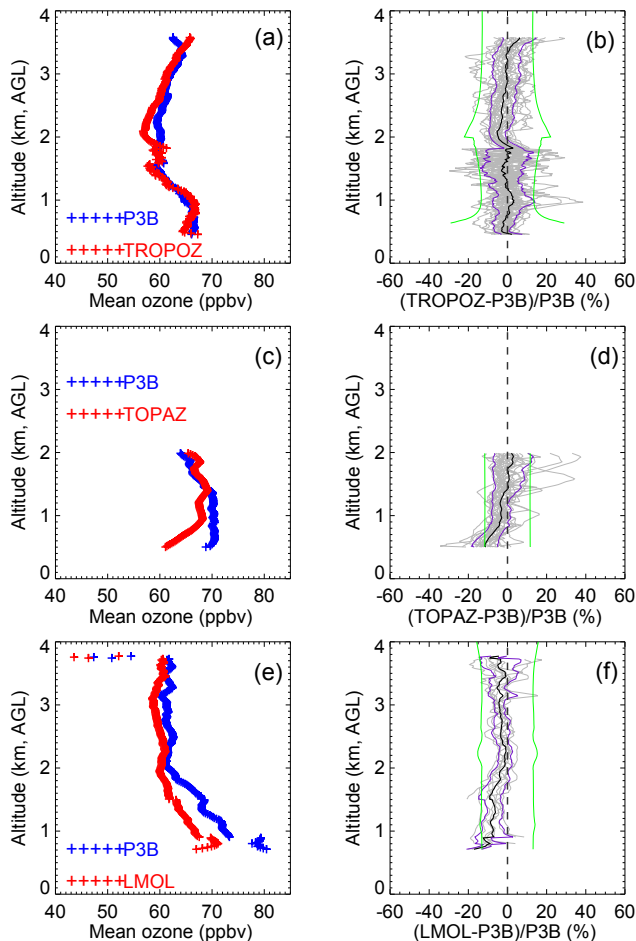 4
3
2
1
0
Altitude (km, AGL)
(a)
+++++P3B
+++++TROPOZ
40 50 60 70 80
Mean ozone (ppbv)
4
3
2
1
0
Altitude (km, AGL)
(b)
-60 -40 -20 0 20 40 60
(TROPOZ-P3B)/P3B (%)
4
3
2
1
0
Altitude (km, AGL)
(c)
+++++P3B
+++++TOPAZ
40 50 60 70 80
Mean ozone (ppbv)
4
3
2
1
0
Altitude (km, AGL)
(d)
-60 -40 -20 0 20 40 60
(TOPAZ-P3B)/P3B (%)
4
3
2
1
0
Altitude (km, AGL)
(e)
+++++P3B
+++++LMOL
40 50 60 70 80
Mean ozone (ppbv)
4
3
2
1
0
Altitude (km, AGL)
(f)
-60 -40 -20 0 20 40 60
(LMOL-P3B)/P3B (%)